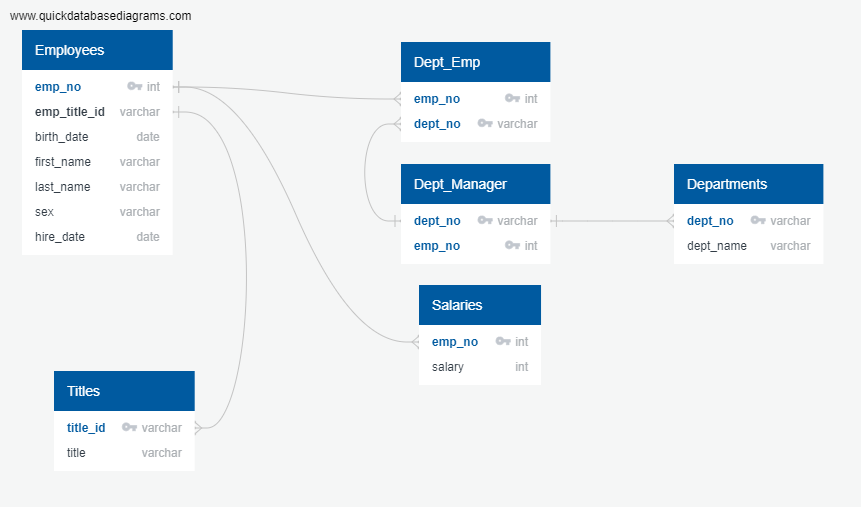 www.quickdatabasediagrams.com
Employees
emp_no int
emp_title_id varchar
birth_date date
first_name varchar
last_name varchar
sex varchar
hire_date date
Dept_Emp
emp_no int
dept_no varchar
Dept_Manager
dept_no varchar
emp_no int
Departments
dept_no varchar
dept_name varchar
Salaries
emp_no int
salary int
Titles
title_id varchar
title varchar